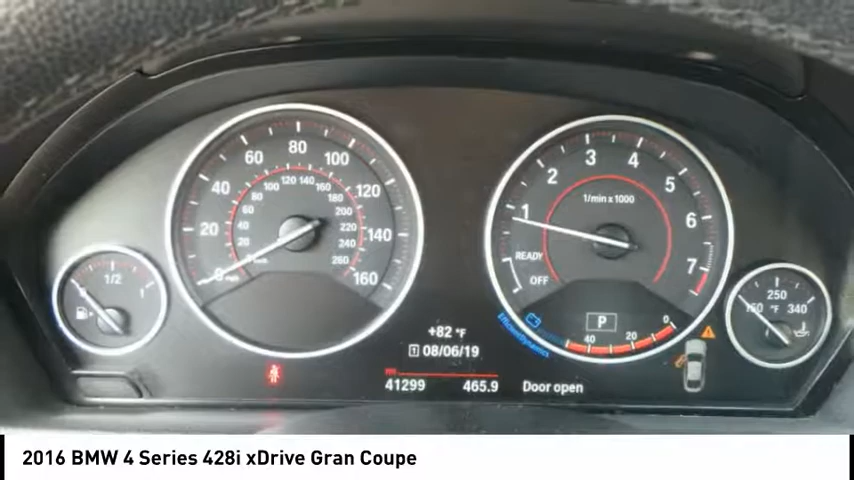 20 40 60 80 100 120 140 160
20 40 60 80 100 120 140 160 180 200 220 240 260
1/2 1
1 2 3 4 5 6 7
1/min x 1000
READY
OFF
P
40 20 0
EfficientDynamics
250
150 °F 340
+82 °F
08/06/19
41299 465.9 Door open
2016 BMW 4 Series 428i xDrive Gran Coupe